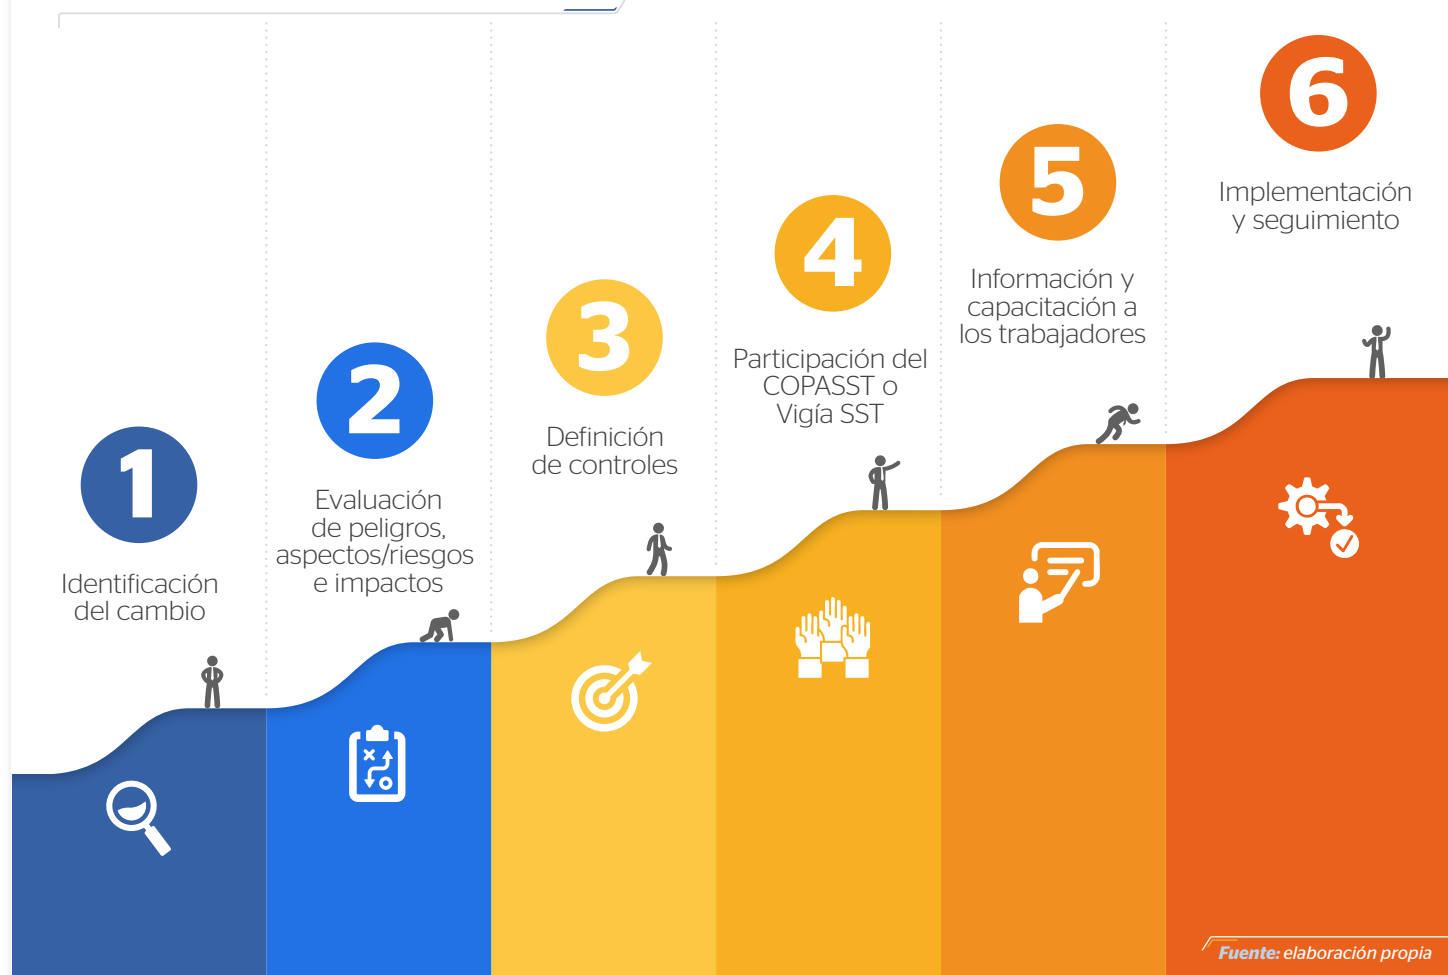 1
Identificación
del cambio
2
Evaluación
de peligros,
aspectos/riesgos
e impactos
3
Definición
de controles
4
Participación del
COPASST o
Vigía SST
5
Información y
capacitación a
los trabajadores
6
Implementación
y seguimiento
Fuente: elaboración propia